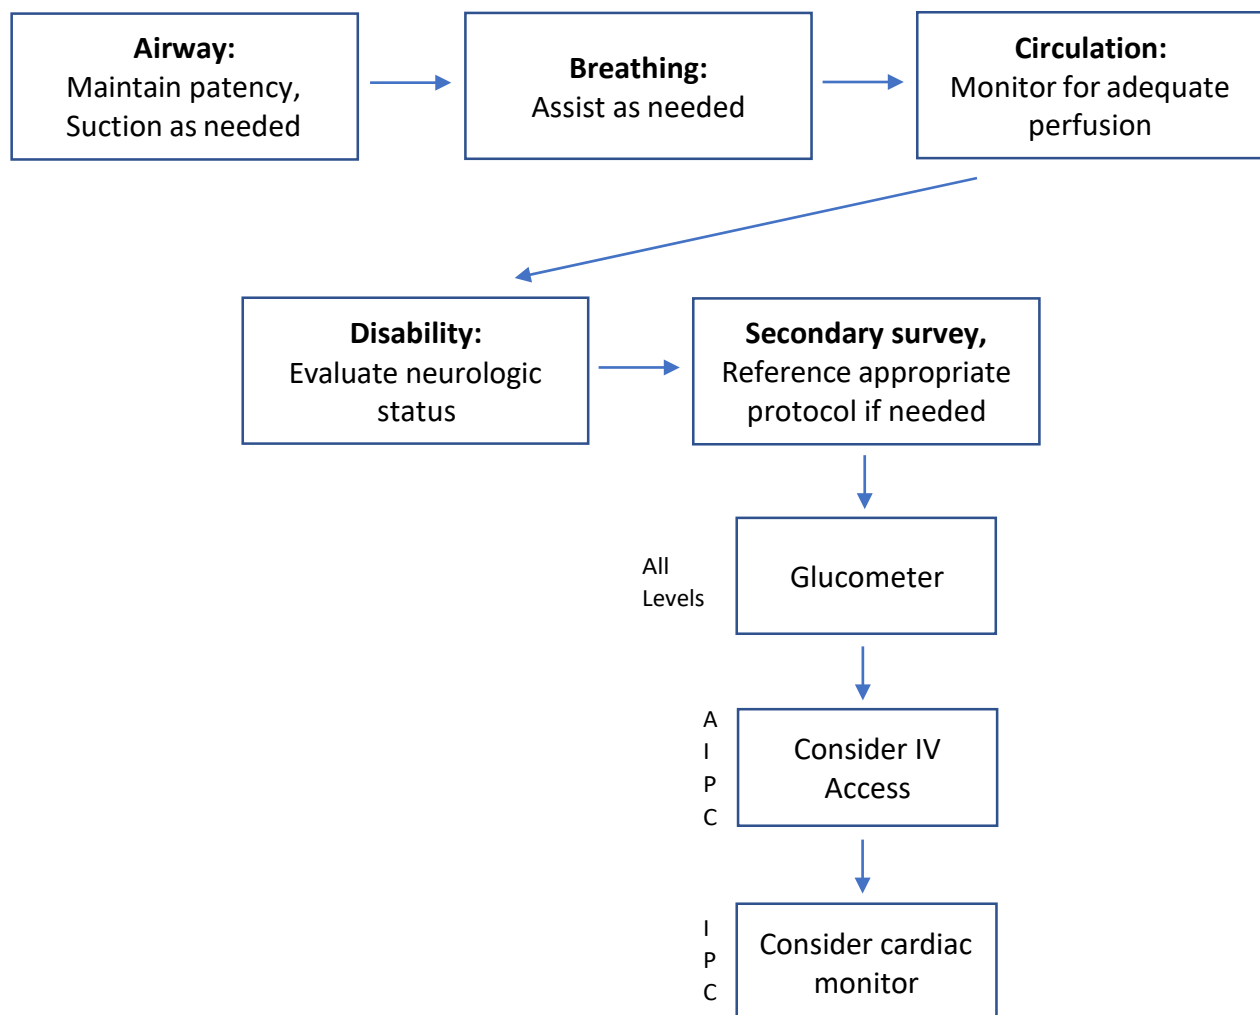 Airway:
Maintain patency,
Suction as needed
Breathing:
Assist as needed
Circulation:
Monitor for adequate
perfusion
Disability:
Evaluate neurologic
status
Secondary survey,
Reference appropriate
protocol if needed
All
Levels
Glucometer
A
I
P
C
Consider IV
Access
I
P
C
Consider cardiac
monitor